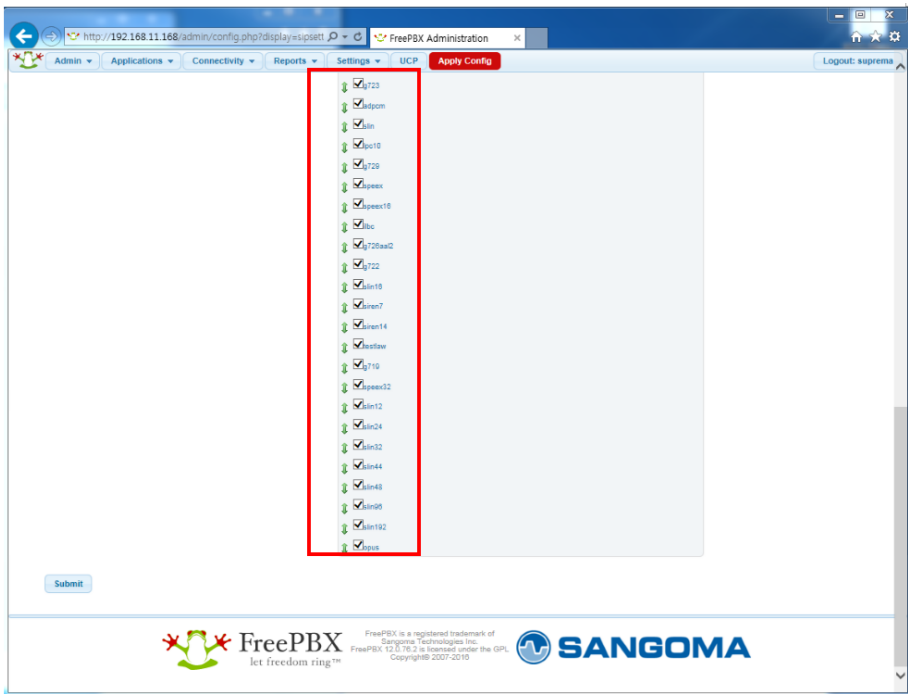 http://192.168.11.168/admin/config.php?display=sipsett
FreePBX Administration
Admin
Applications
Connectivity
Reports
Settings
UCP
Apply Config
Logout: suprema
g723
adpcm
slin
lpc10
g729
speex
speex16
ilbc
g726aal2
g722
slin16
siren7
siren14
testlaw
g719
speex32
slin12
slin24
slin32
slin44
slin48
slin96
slin192
opus
Submit
FreePBX
let freedom ring™
FreePBX is a registered trademark of
Sangoma Technologies Inc.
FreePBX 12.0.76.2 is licensed under the GPL
Copyright© 2007-2016
SANGOMA